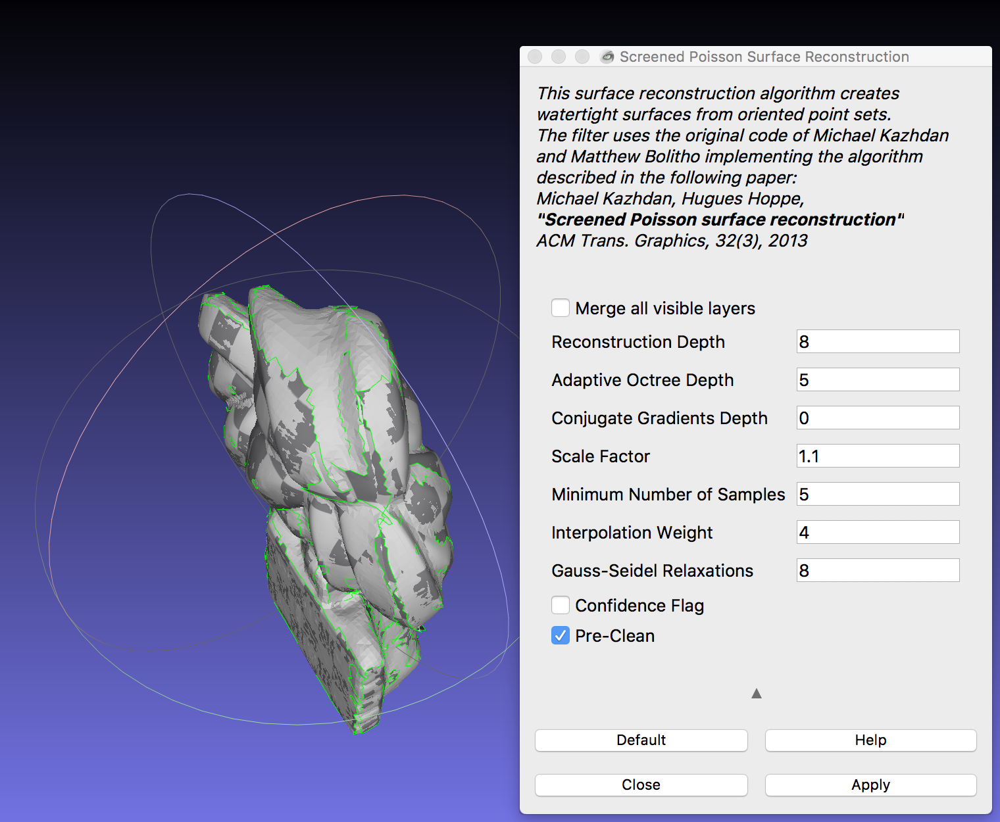 Screened Poisson Surface Reconstruction
This surface reconstruction algorithm creates
watertight surfaces from oriented point sets.
The filter uses the original code of Michael Kazhdan
and Matthew Bolitho implementing the algorithm
described in the following paper:
Michael Kazhdan, Hugues Hoppe,
"Screened Poisson surface reconstruction"
ACM Trans. Graphics, 32(3), 2013
Merge all visible layers
Reconstruction Depth 8
Adaptive Octree Depth 5
Conjugate Gradients Depth 0
Scale Factor 1.1
Minimum Number of Samples 5
Interpolation Weight 4
Gauss-Seidel Relaxations 8
Confidence Flag
Pre-Clean
Default Help
Close Apply